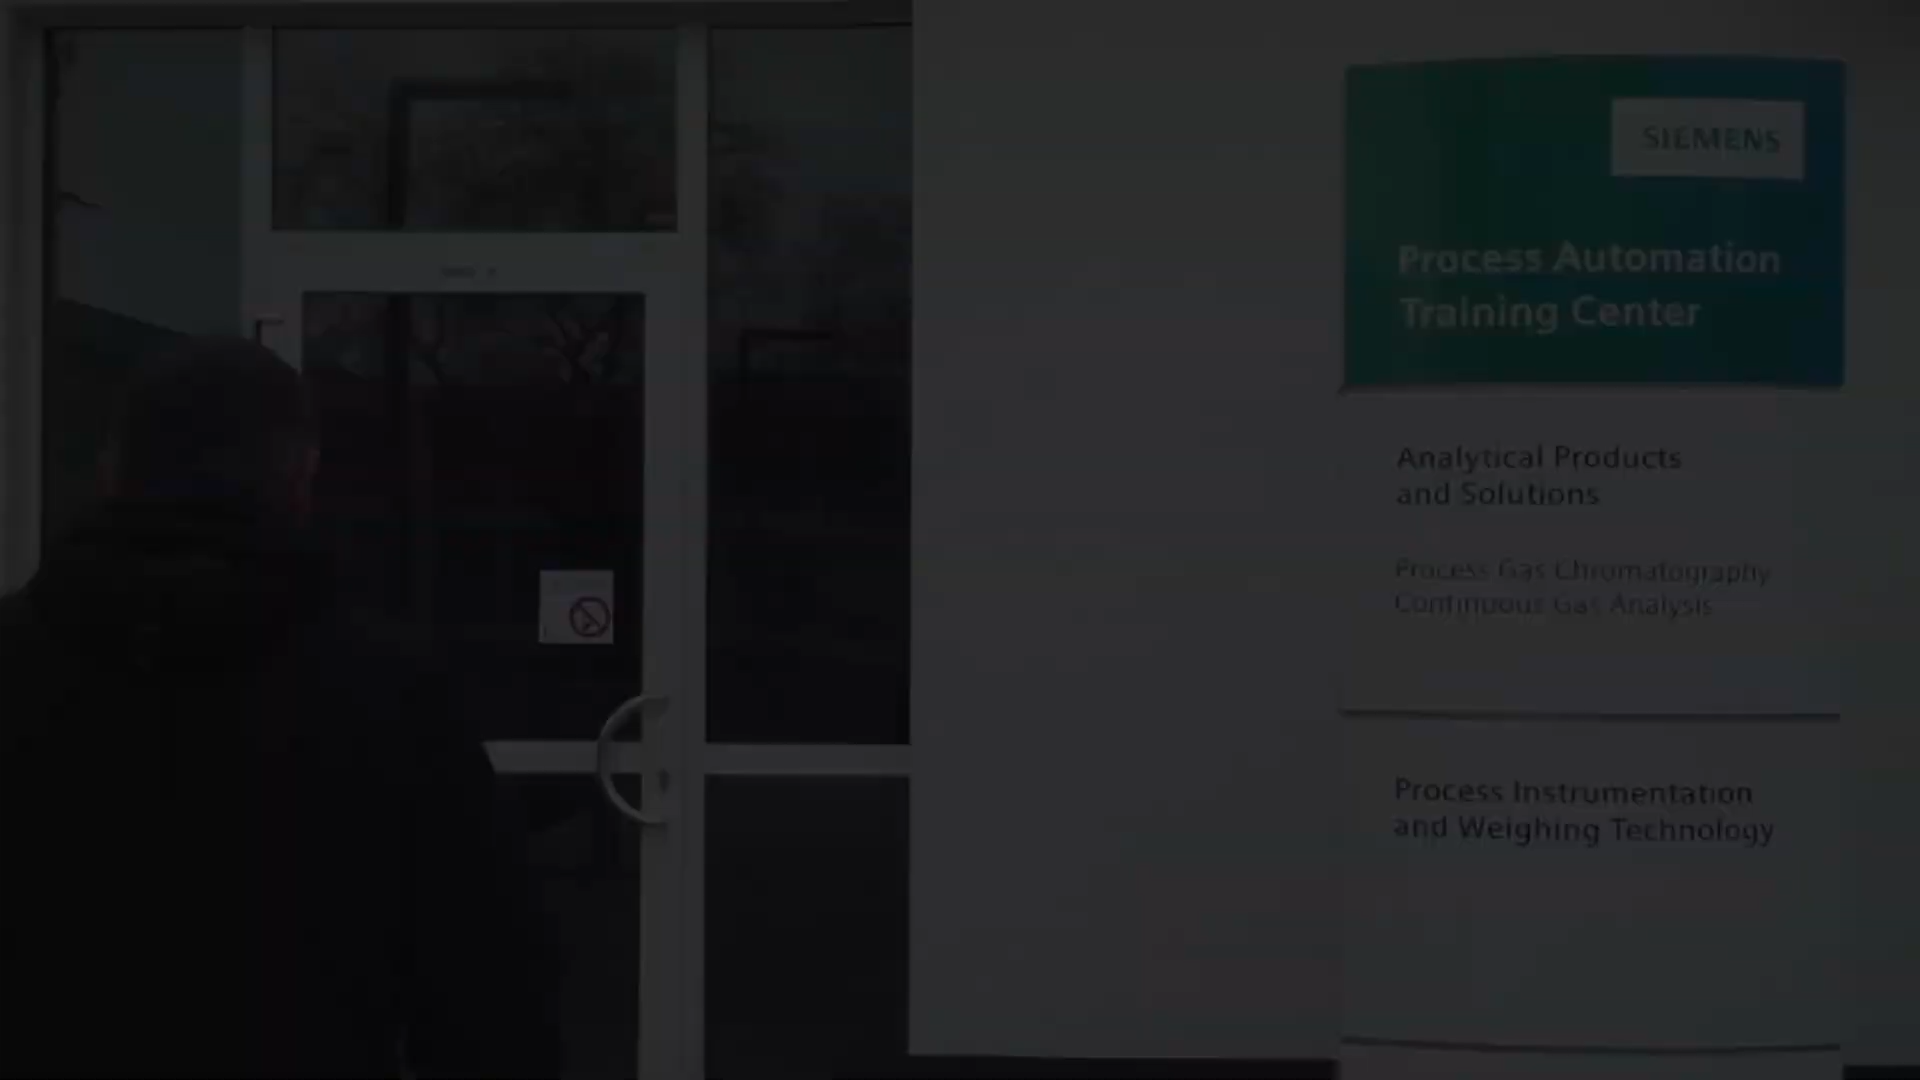 SIEMENS
Process Automation
Training Center
Analytical Products
and Solutions
Process Gas Chromatography
Continuous Gas Analysis
Process Instrumentation
and Weighing Technology